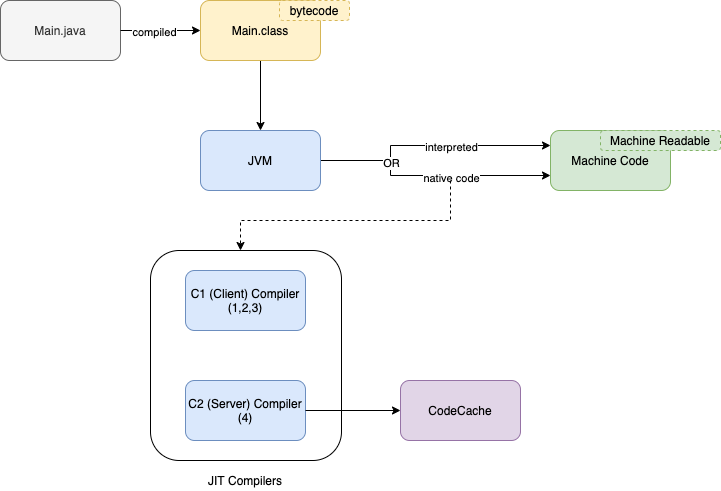 bytecode
Main.java
compiled
Main.class
Machine Readable
interpreted
JVM
OR
Machine Code
native code
C1 (Client) Compiler
(1,2,3)
C2 (Server) Compiler
(4)
CodeCache
JIT Compilers